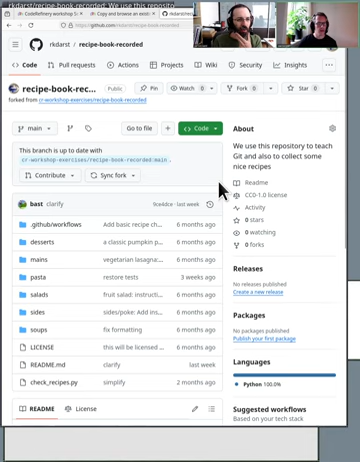 rkdarst/recipe-book-recorded: We use this reposito
CodeRefinery workshop S
Copy and browse an existi
rkdarst/recipe-book-recor
https://github.com/rkdarst/recipe-book-recorded
rkdarst / recipe-book-recorded
Code
Pull requests
Actions
Projects
Wiki
Security
Insights
recipe-book-rec...
Public
Pin
Watch 0
Fork 0
Star 0
forked from cr-workshop-exercises/recipe-book-recorded
main
Go to file
Code
This branch is up to date with
cr-workshop-exercises/recipe-book-recorded:main .
Contribute
Sync fork
bast clarify
9ce4dce · last week
.github/workflows Add basic recipe ch... 6 months ago
desserts a classic pumpkin p... 6 months ago
mains vegetarian lasagna:... 6 months ago
pasta restore tests 3 weeks ago
salads fruit salad: instructi... 6 months ago
sides sides/poke: Add ins... 6 months ago
soups fix formatting 6 months ago
LICENSE this will be licensed ... 6 months ago
README.md clarify last week
check_recipes.py simplify 2 months ago
README
License
About
We use this repository to teach
Git and also to collect some
nice recipes
Readme
CC0-1.0 license
Activity
0 stars
0 watching
0 forks
Releases
No releases published
Create a new release
Packages
No packages published
Publish your first package
Languages
Python 100.0%
Suggested workflows
Based on your tech stack